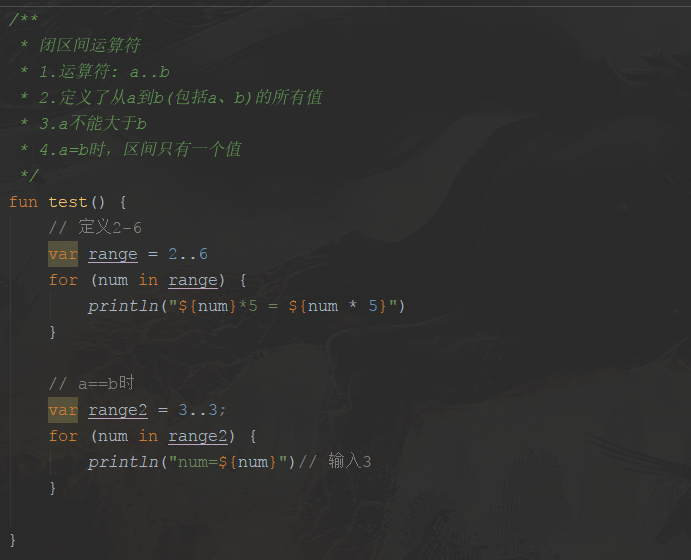 /**
 * 闭区间运算符
 * 1.运算符: a..b
 * 2.定义了从a到b(包括a、b)的所有值
 * 3.a不能大于b
 * 4.a=b时，区间只有一个值
 */
fun test() {
    // 定义2-6
    var range = 2..6
    for (num in range) {
        println("${num}*5 = ${num * 5}")
    }

    // a==b时
    var range2 = 3..3;
    for (num in range2) {
        println("num=${num}")// 输入3
    }

}